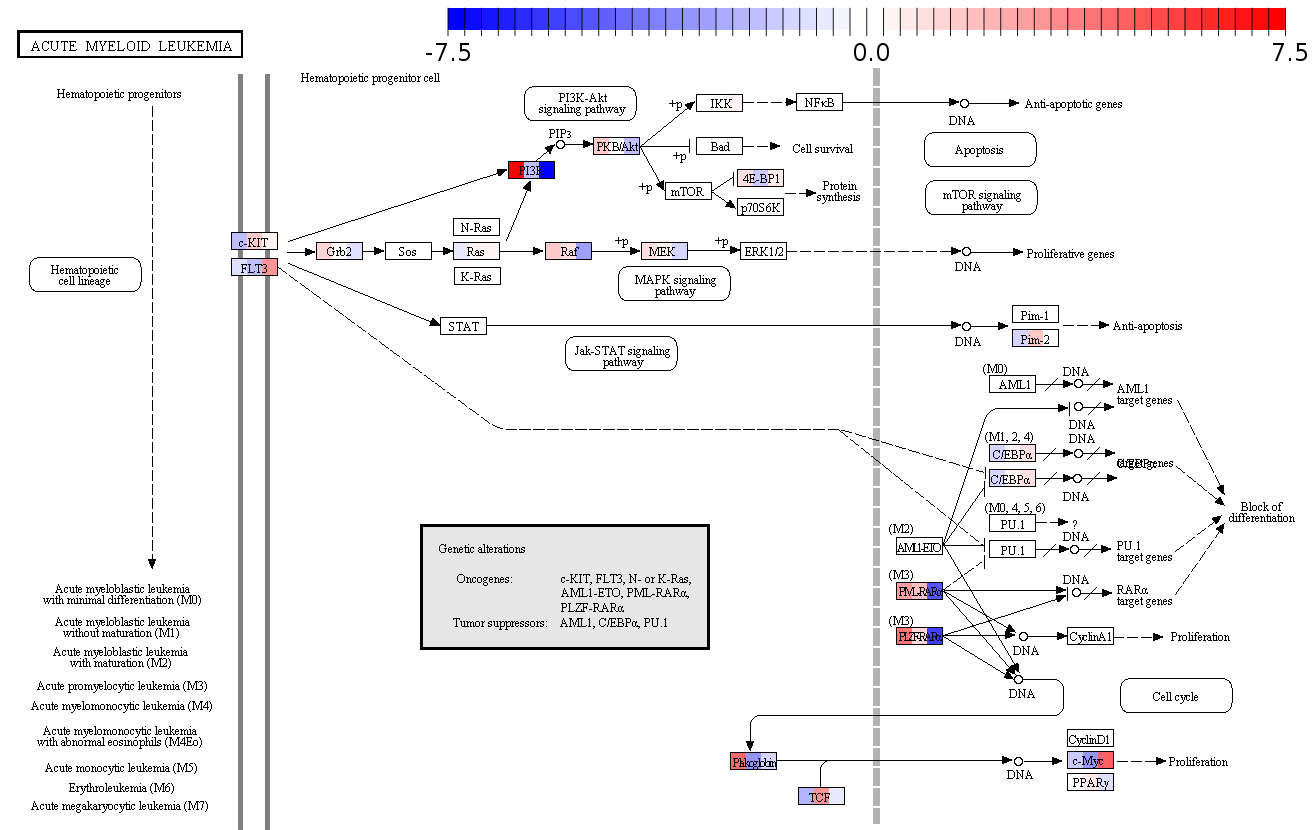 -7.5
0.0
7.5
ACUTE MYELOID LEUKEMIA
Hematopoietic progenitor cell
Hematopoietic progenitors
PI3K-Akt
signaling pathway
+p
IKK
NFκB
DNA
Anti-apoptotic genes
PIP3
PKB/Akt
+p
Bad
Cell survival
Apoptosis
PI3K
+p
mTOR
4E-BP1
p70S6K
Protein
synthesis
mTOR signaling
pathway
c-KIT
FLT3
N-Ras
Grb2
Sos
Ras
Raf
+p
MEK
+p
ERK1/2
DNA
Proliferative genes
K-Ras
Hematopoietic
cell lineage
MAPK signaling
pathway
STAT
DNA
Pim-1
Pim-2
Anti-apoptosis
Jak-STAT signaling
pathway
(M0)
AML1
DNA
AML1
target genes
DNA
(M1, 2, 4)
DNA
C/EBPα
C/EBPα
DNA
(M0, 4, 5, 6)
PU.1
?
Block of
differentiation
(M2)
AML1-ETO
PU.1
DNA
PU.1
target genes
(M3)
PML-RARα
DNA
RARα
target genes
(M3)
PLZF-RARα
DNA
CyclinA1
Proliferation
DNA
Cell cycle
Genetic alterations
Oncogenes:
c-KIT, FLT3, N- or K-Ras,
AML1-ETO, PML-RARα,
PLZF-RARα
Tumor suppressors:
AML1, C/EBPα, PU.1
Acute myeloblastic leukemia
with minimal differentiation (M0)
Acute myeloblastic leukemia
without maturation (M1)
Acute myeloblastic leukemia
with maturation (M2)
Acute promyelocytic leukemia (M3)
Acute myelomonocytic leukemia (M4)
Acute myelomonocytic leukemia
with abnormal eosinophils (M4Eo)
Acute monocytic leukemia (M5)
Erythroleukemia (M6)
Acute megakaryocytic leukemia (M7)
Plakoglobin
TCF
DNA
CyclinD1
c-Myc
PPARγ
Proliferation